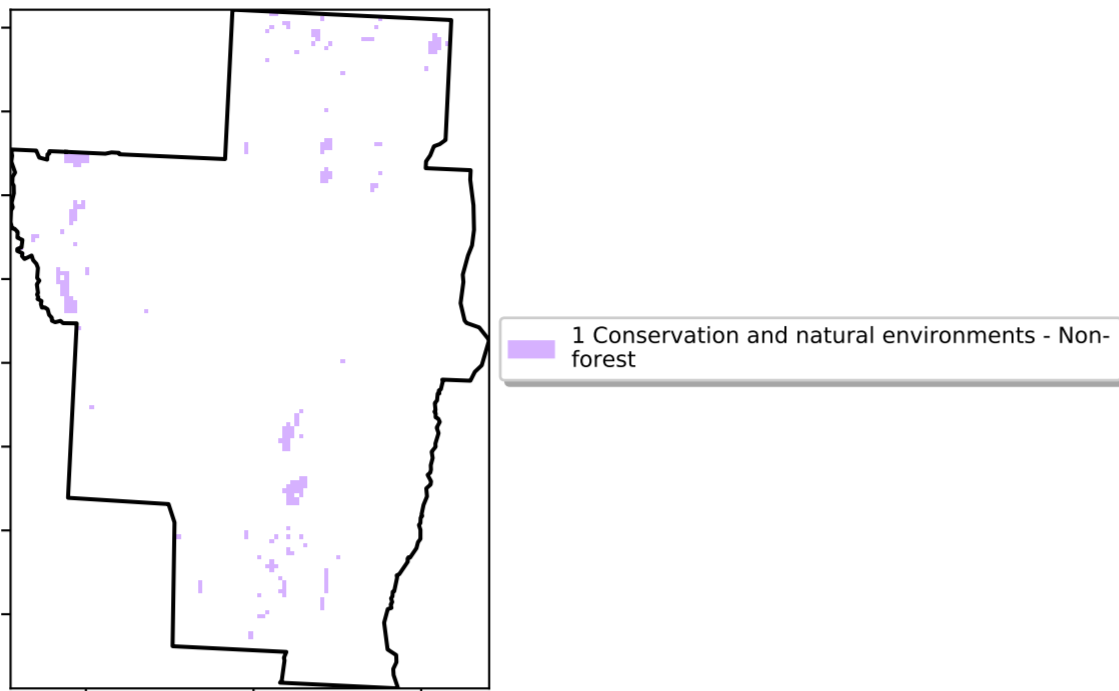 1 Conservation and natural environments - Non-
forest